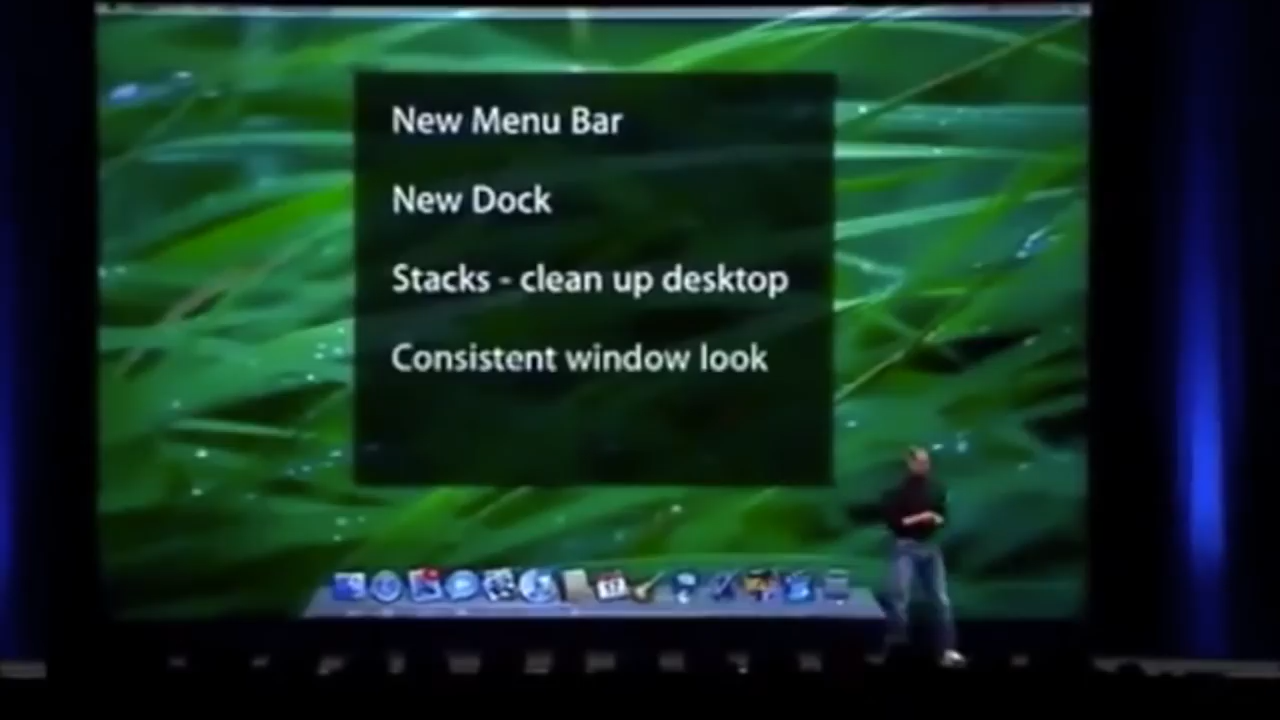 New Menu Bar
New Dock
Stacks - clean up desktop
Consistent window look